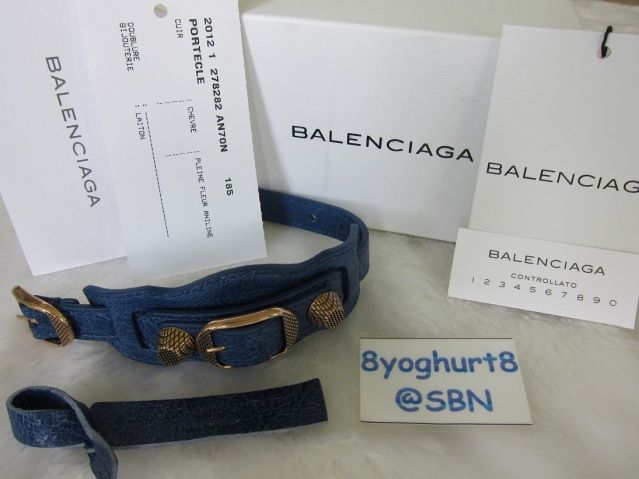 BALENCIAGA
2012 1 278282 AN70N 185
PORTECLE
CUIR : CHEVRE : PLEINE FLEUR ANILINE
DOUBLURE :
BIJOUTERIE : LAITON
BALENCIAGA
BALENCIAGA
BALENCIAGA
CONTROLLATO
1 2 3 4 5 6 7 8 9 0
8yoghurt8
@SBN